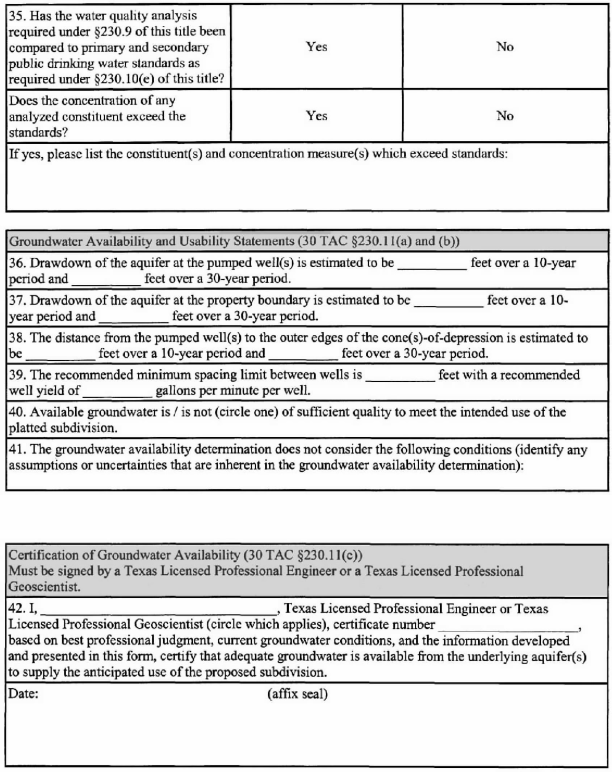 35. Has the water quality analysis
required under §230.9 of this title been
compared to primary and secondary
public drinking water standards as
required under §230.10(e) of this title?
Yes
No
Does the concentration of any
analyzed constituent exceed the
standards?
Yes
No
If yes, please list the constituent(s) and concentration measure(s) which exceed standards:
Groundwater Availability and Usability Statements (30 TAC §230.11(a) and (b))
36. Drawdown of the aquifer at the pumped well(s) is estimated to be __________ feet over a 10-year
period and __________ feet over a 30-year period.
37. Drawdown of the aquifer at the property boundary is estimated to be __________ feet over a 10-
year period and __________ feet over a 30-year period.
38. The distance from the pumped well(s) to the outer edges of the cone(s)-of-depression is estimated to
be __________ feet over a 10-year period and __________ feet over a 30-year period.
39. The recommended minimum spacing limit between wells is __________ feet with a recommended
well yield of __________ gallons per minute per well.
40. Available groundwater is / is not (circle one) of sufficient quality to meet the intended use of the
platted subdivision.
41. The groundwater availability determination does not consider the following conditions (identify any
assumptions or uncertainties that are inherent in the groundwater availability determination):
Certification of Groundwater Availability (30 TAC §230.11(c))
Must be signed by a Texas Licensed Professional Engineer or a Texas Licensed Professional
Geoscientist.
42. I, ____________________________________, Texas Licensed Professional Engineer or Texas
Licensed Professional Geoscientist (circle which applies), certificate number ____________________,
based on best professional judgment, current groundwater conditions, and the information developed
and presented in this form, certify that adequate groundwater is available from the underlying aquifer(s)
to supply the anticipated use of the proposed subdivision.
Date: (affix seal)